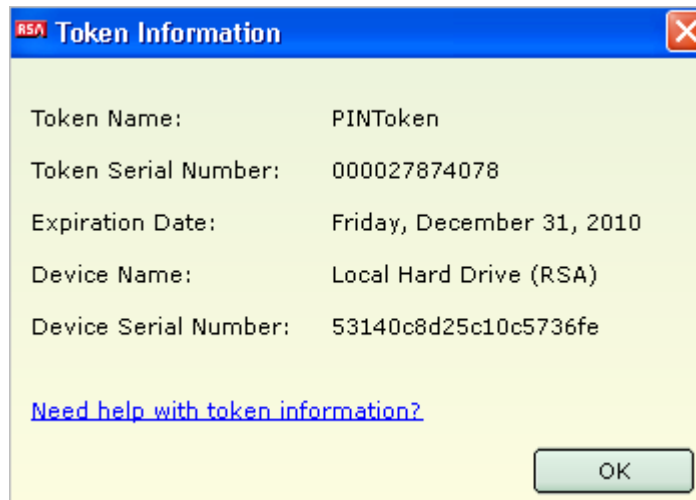 RSA Token Information
Token Name: PINToken
Token Serial Number: 000027874078
Expiration Date: Friday, December 31, 2010
Device Name: Local Hard Drive (RSA)
Device Serial Number: 53140c8d25c10c5736fe
Need help with token information?
OK